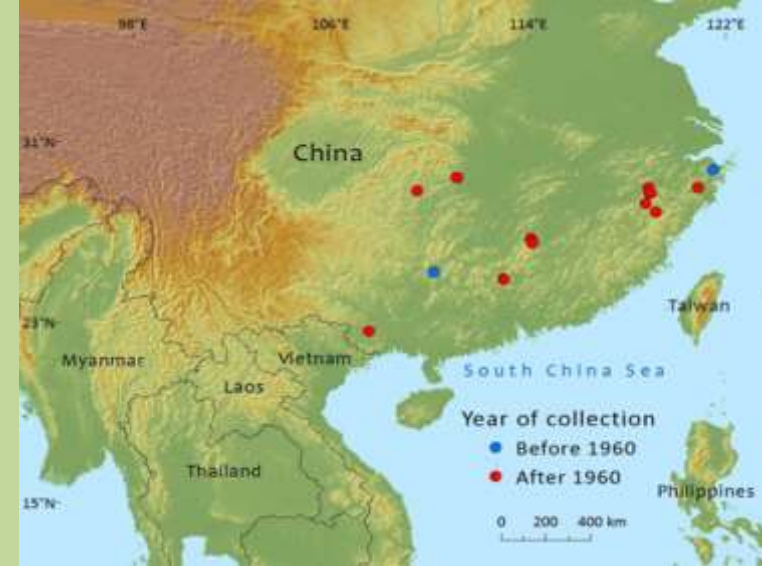 98°E 106°E 114°E 122°E
31°N
China
23°N
Taiwan
Myanmar
Vietnam
Laos
South China Sea
Year of collection
Before 1960
Thailand
After 1960
Philippines
15°N
0 200 400 km